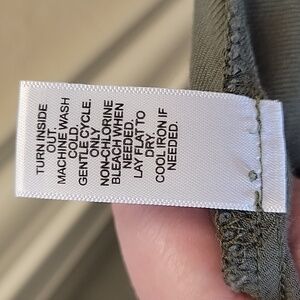 TURN INSIDE
OUT.
MACHINE WASH
COLD
GENTLE CYCLE.
ONLY
NON-CHLORINE
BLEACH WHEN
NEEDED.
LAY FLAT TO
DRY.
COOL IRON IF
NEEDED.